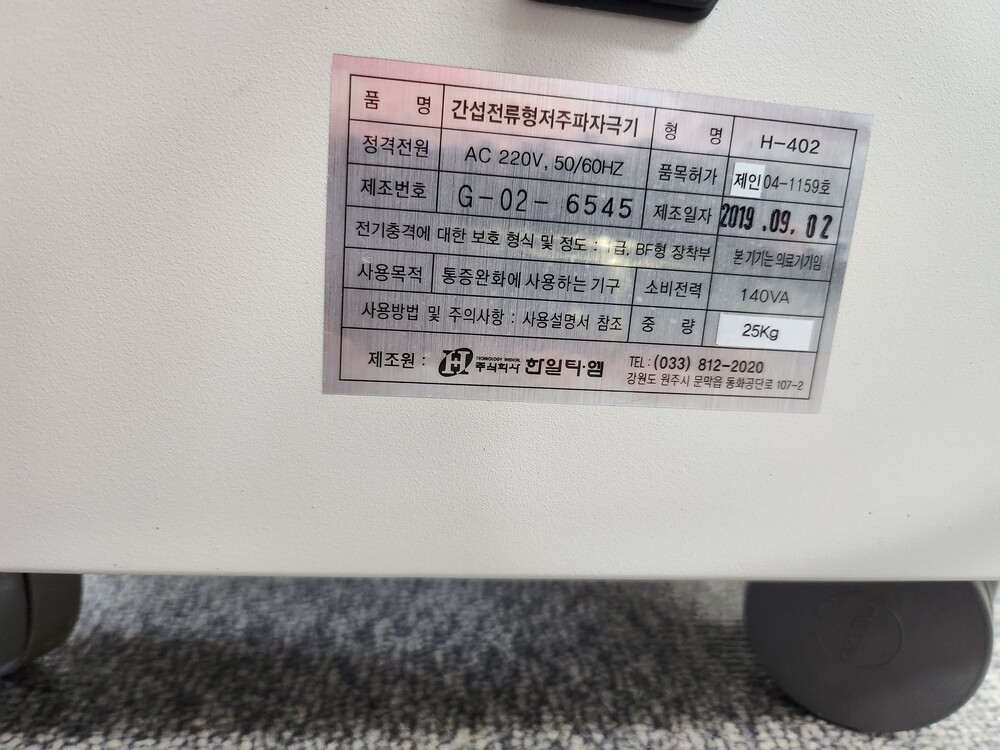 품 명 간섭전류형저주파자극기 형 명 H-402
정격전원 AC 220V, 50/60HZ 품목허가 제인04-1159호
제조번호 G-02- 6545 제조일자 2019.09.02
전기충격에 대한 보호 형식 및 정도 : 급, BF형 장착부 본기기는 의료기기임
사용목적 통증완화에 사용하는 기구 소비전력 140VA
사용방법 및 주의사항 : 사용설명서 참조 중 량 25Kg
제조원 : TECHNOLOGY MEDICAL 주식회사 한일티·엠 TEL : (033) 812-2020
강원도 원주시 문막읍 동화공단로 107-2